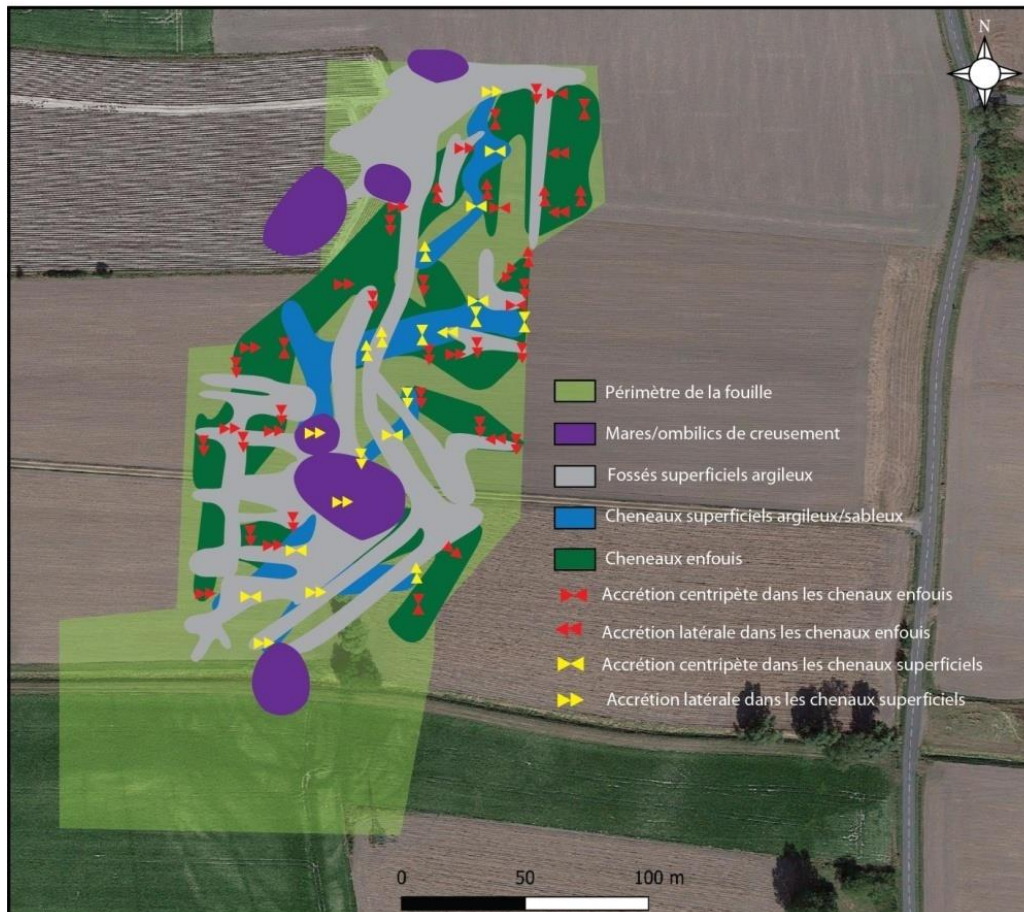 N
Périmètre de la fouille
Mares/ombilics de creusement
Fossés superficiels argileux
Cheneaux superficiels argileux/sableux
Cheneaux enfouis
Accrétion centripète dans les chenaux enfouis
Accrétion latérale dans les chenaux enfouis
Accrétion centripète dans les chenaux superficiels
Accrétion latérale dans les chenaux superficiels
0 50 100 m